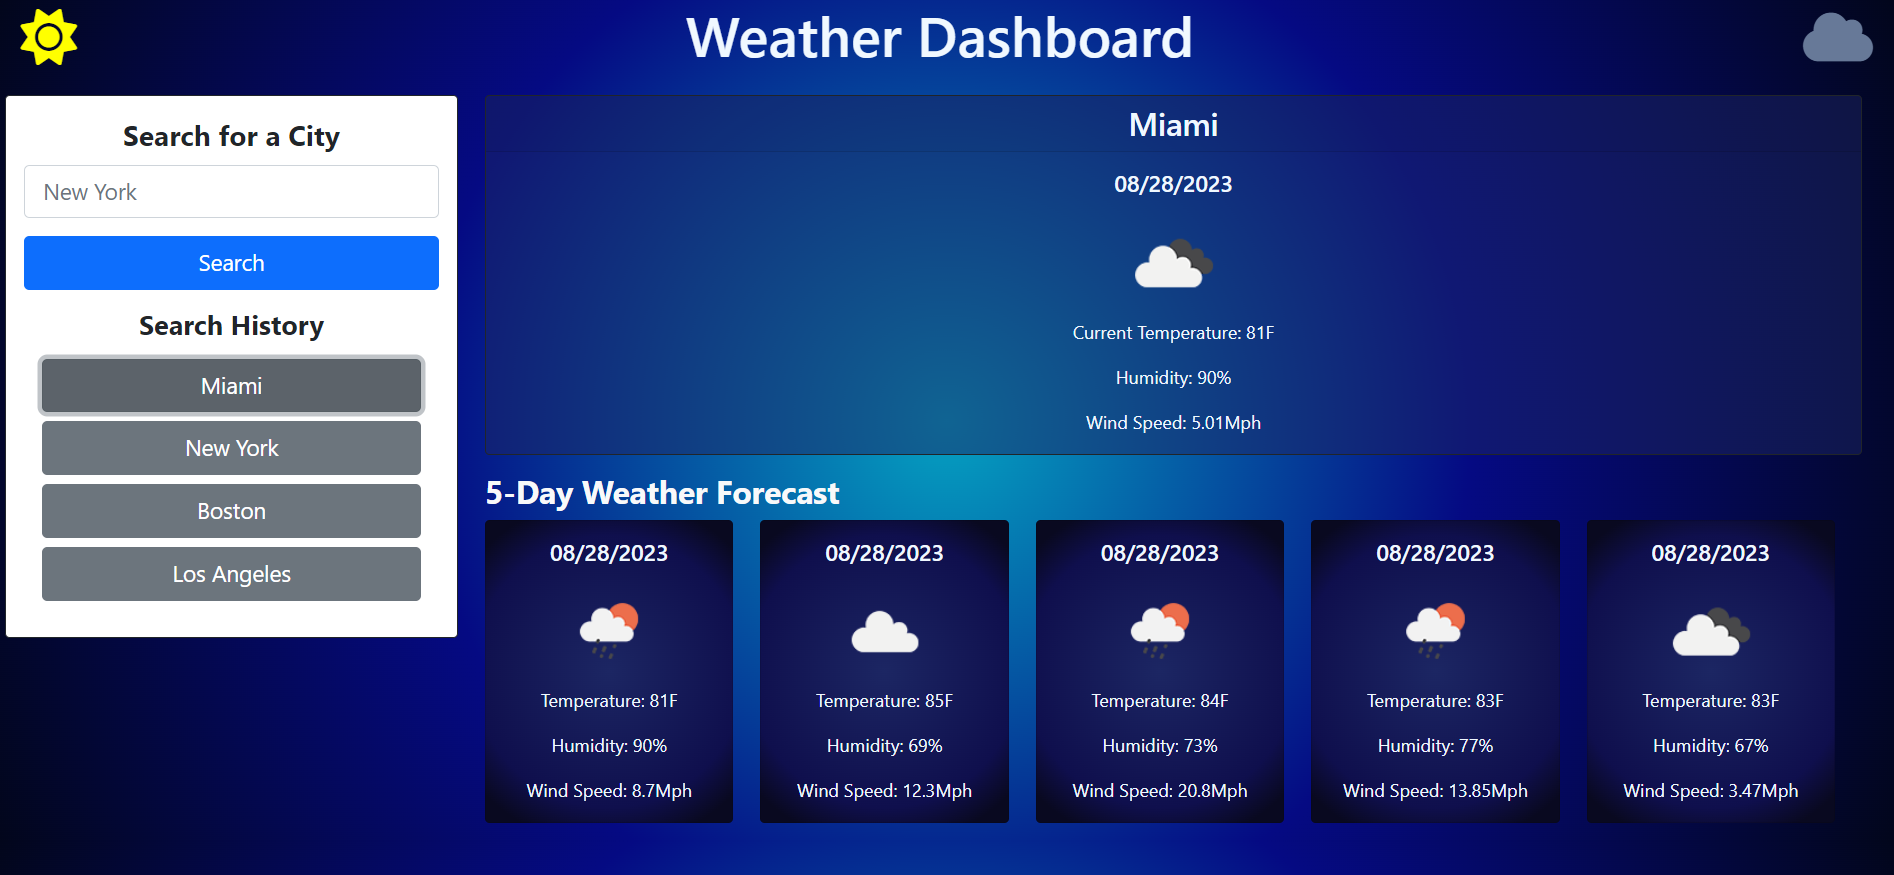 Weather Dashboard
Search for a City
New York
Search
Search History
Miami
New York
Boston
Los Angeles
Miami
08/28/2023
Current Temperature: 81F
Humidity: 90%
Wind Speed: 5.01Mph
5-Day Weather Forecast
08/28/2023
Temperature: 81F
Humidity: 90%
Wind Speed: 8.7Mph
08/28/2023
Temperature: 85F
Humidity: 69%
Wind Speed: 12.3Mph
08/28/2023
Temperature: 84F
Humidity: 73%
Wind Speed: 20.8Mph
08/28/2023
Temperature: 83F
Humidity: 77%
Wind Speed: 13.85Mph
08/28/2023
Temperature: 83F
Humidity: 67%
Wind Speed: 3.47Mph